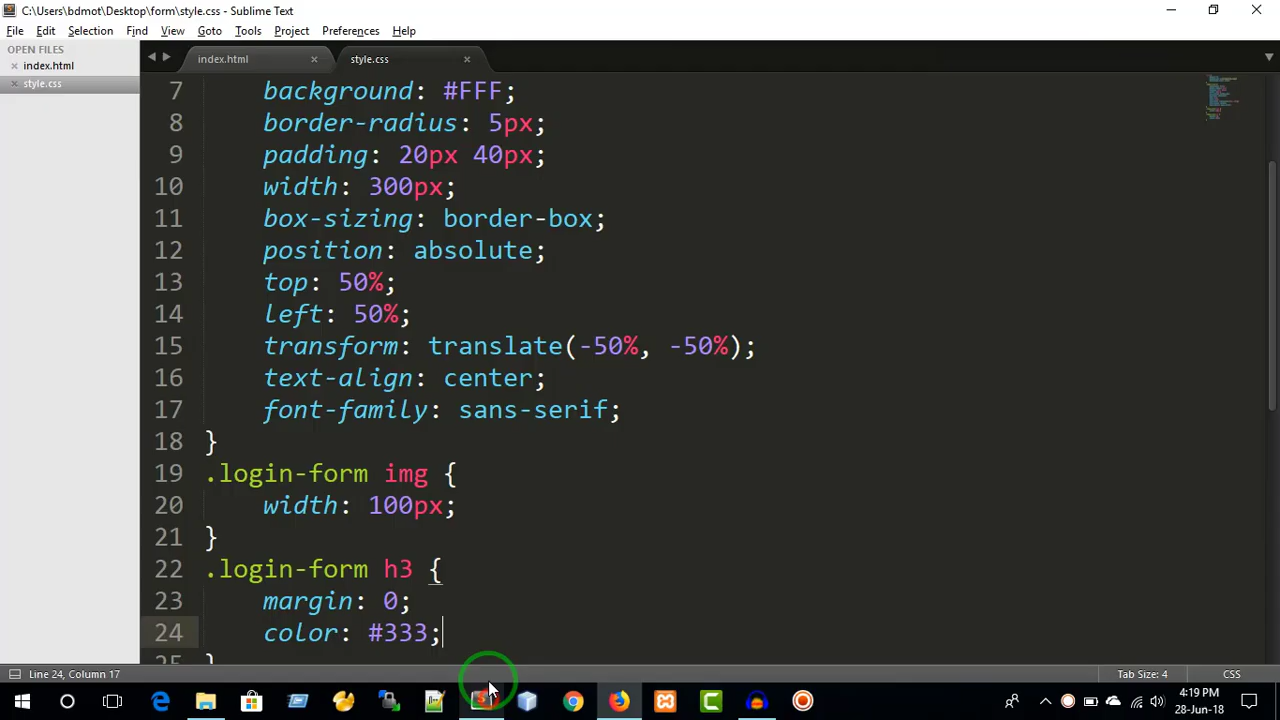 C:\Users\bdmot\Desktop\form\style.css - Sublime Text
File Edit Selection Find View Goto Tools Project Preferences Help
OPEN FILES
index.html
style.css
index.html
style.css
7 background: #FFF;
8 border-radius: 5px;
9 padding: 20px 40px;
10 width: 300px;
11 box-sizing: border-box;
12 position: absolute;
13 top: 50%;
14 left: 50%;
15 transform: translate(-50%, -50%);
16 text-align: center;
17 font-family: sans-serif;
18 }
19 .login-form img {
20 width: 100px;
21 }
22 .login-form h3 {
23 margin: 0;
24 color: #333;
25 }
Line 24, Column 17
Tab Size: 4
CSS
4:19 PM
28-Jun-18